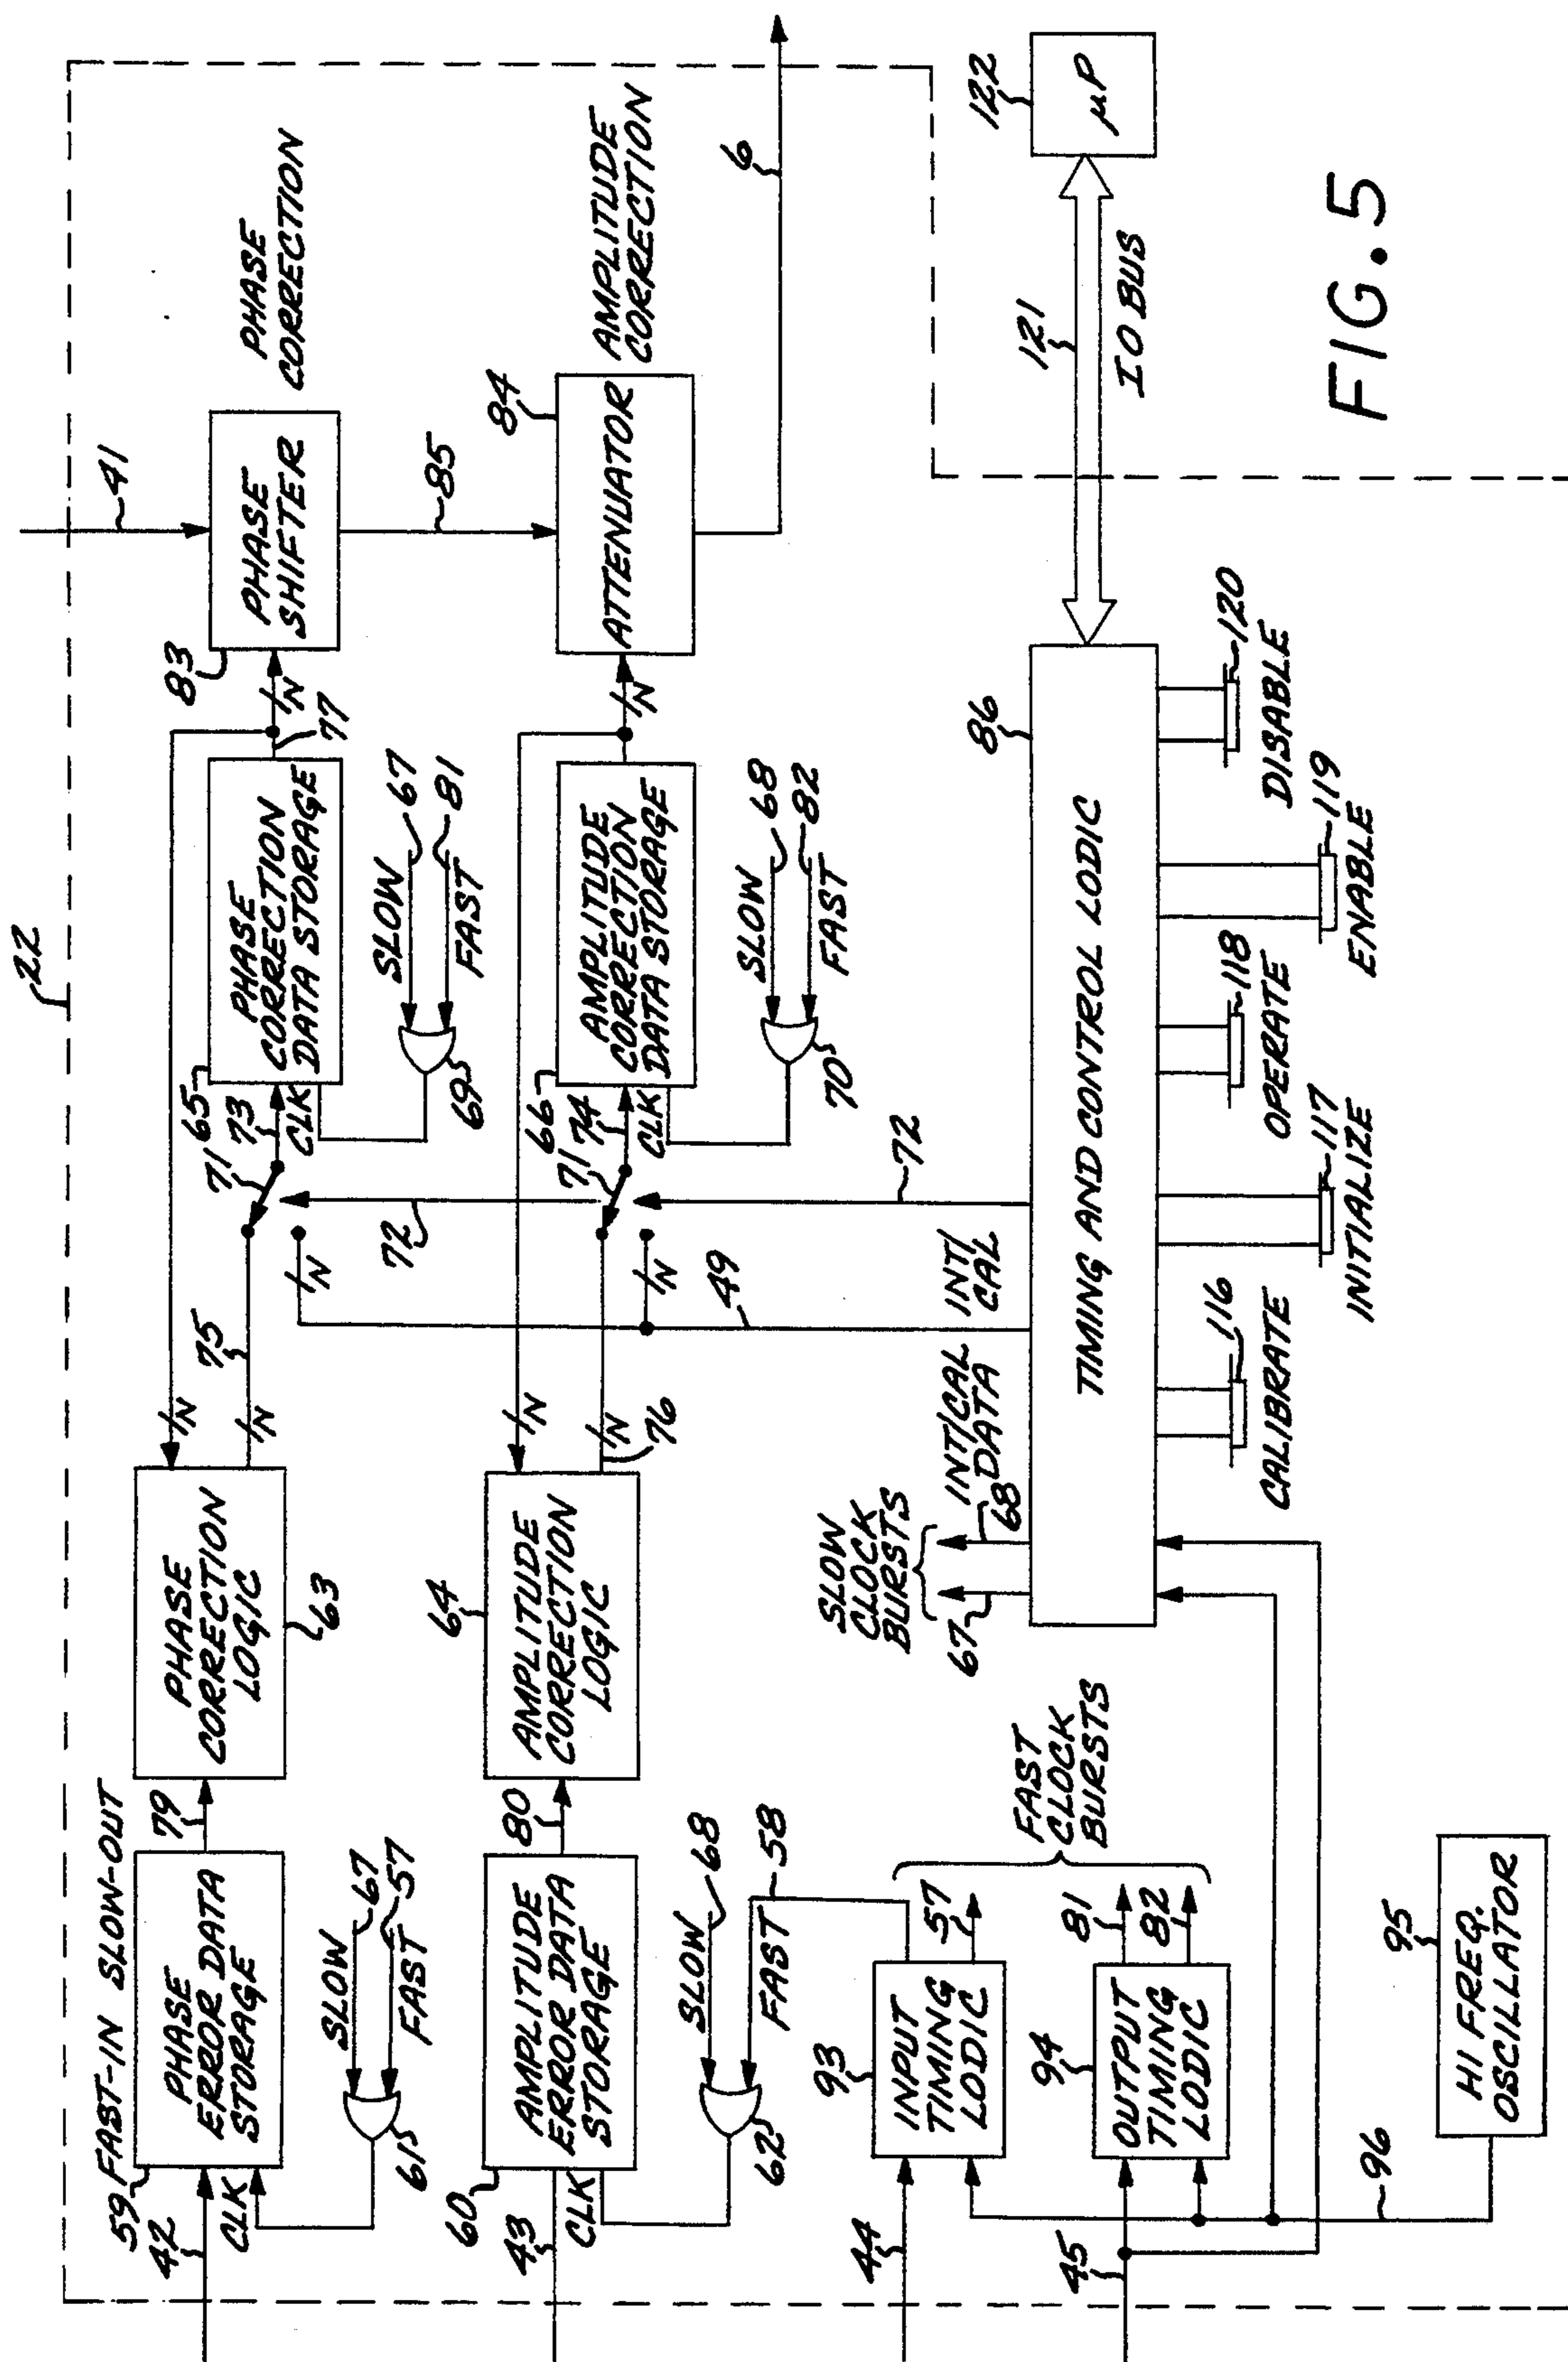 22
41
59 FAST-IN SLOW-OUT
42
CLK
PHASE
ERROR DATA
STORAGE
79
PHASE
CORRECTION
LOGIC
63
N
N
75
71
65
73
CLK
PHASE
CORRECTION
DATA STORAGE
77
N
83
PHASE
SHIFTER
PHASE
CORRECTION
SLOW
67
57
FAST
61
SLOW
67
81
FAST
69
72
N
85
60
43
CLK
AMPLITUDE
ERROR DATA
STORAGE
80
64
AMPLITUDE
CORRECTION
LOGIC
N
N
76
71
66
74
CLK
AMPLITUDE
CORRECTION
DATA STORAGE
N
84
ATTENUATOR
AMPLITUDE
CORRECTION
6
SLOW
68
58
FAST
62
N
SLOW
68
82
FAST
70
72
49
44
93
INPUT
TIMING
LODIC
57
FAST
CLOCK
BURSTS
81
82
45
94
OUTPUT
TIMING
LODIC
SLOW
CLOCK
BURSTS
67
68
INT/CAL
DATA
INT/
CAL
86
TIMING AND CONTROL LODIC
121
IO BUS
122
µP
96
95
HI FREQ.
OSCILLATOR
116
CALIBRATE
117
INITIALIZE
118
OPERATE
119
ENABLE
120
DISABLE
FIG. 5